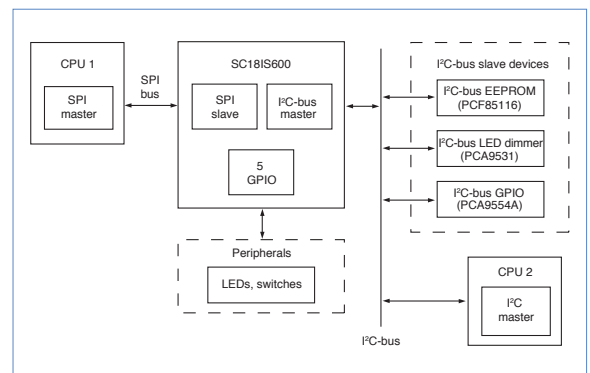 CPU 1
SPI
master
SPI
bus
SC18IS600
SPI
slave
I²C-bus
master
5
GPIO
Peripherals
LEDs, switches
I²C-bus
I²C-bus slave devices
I²C-bus EEPROM
(PCF85116)
I²C-bus LED dimmer
(PCA9531)
I²C-bus GPIO
(PCA9554A)
CPU 2
I²C
master